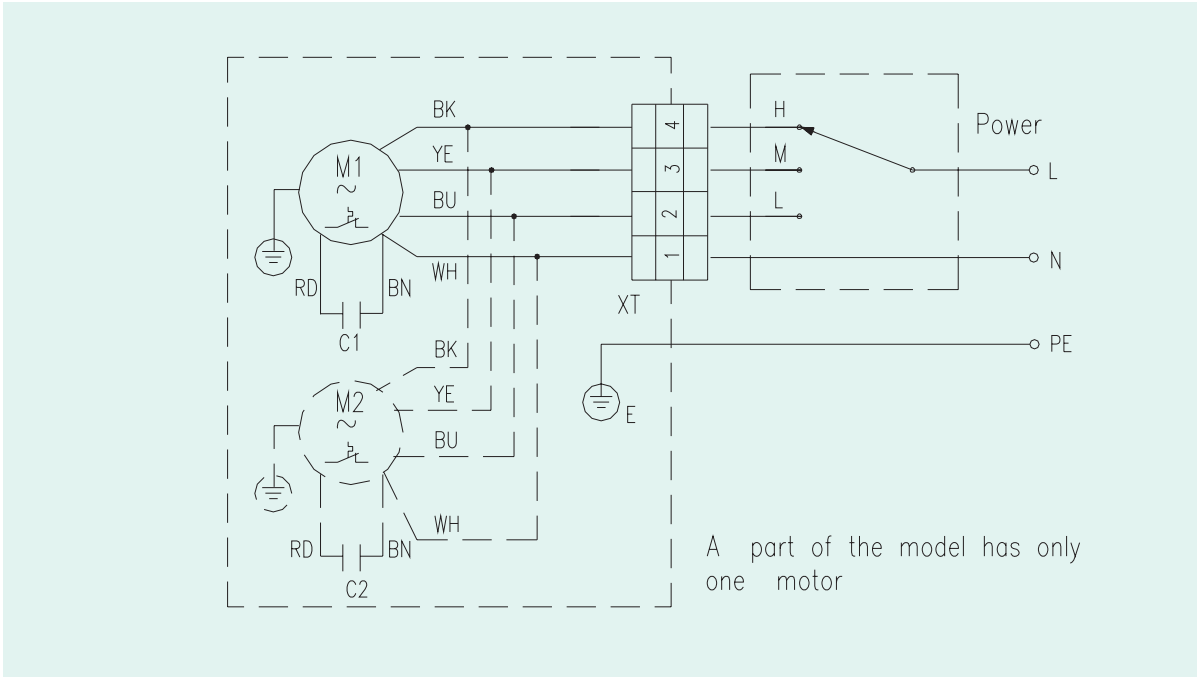 BK
H
Power
4
YE
M
M1
3
L
BU
L
2
WH
1
N
RD
BN
XT
C1
BK
PE
YE
M2
E
BU
WH
RD
BN
C2
A part of the model has only
one motor